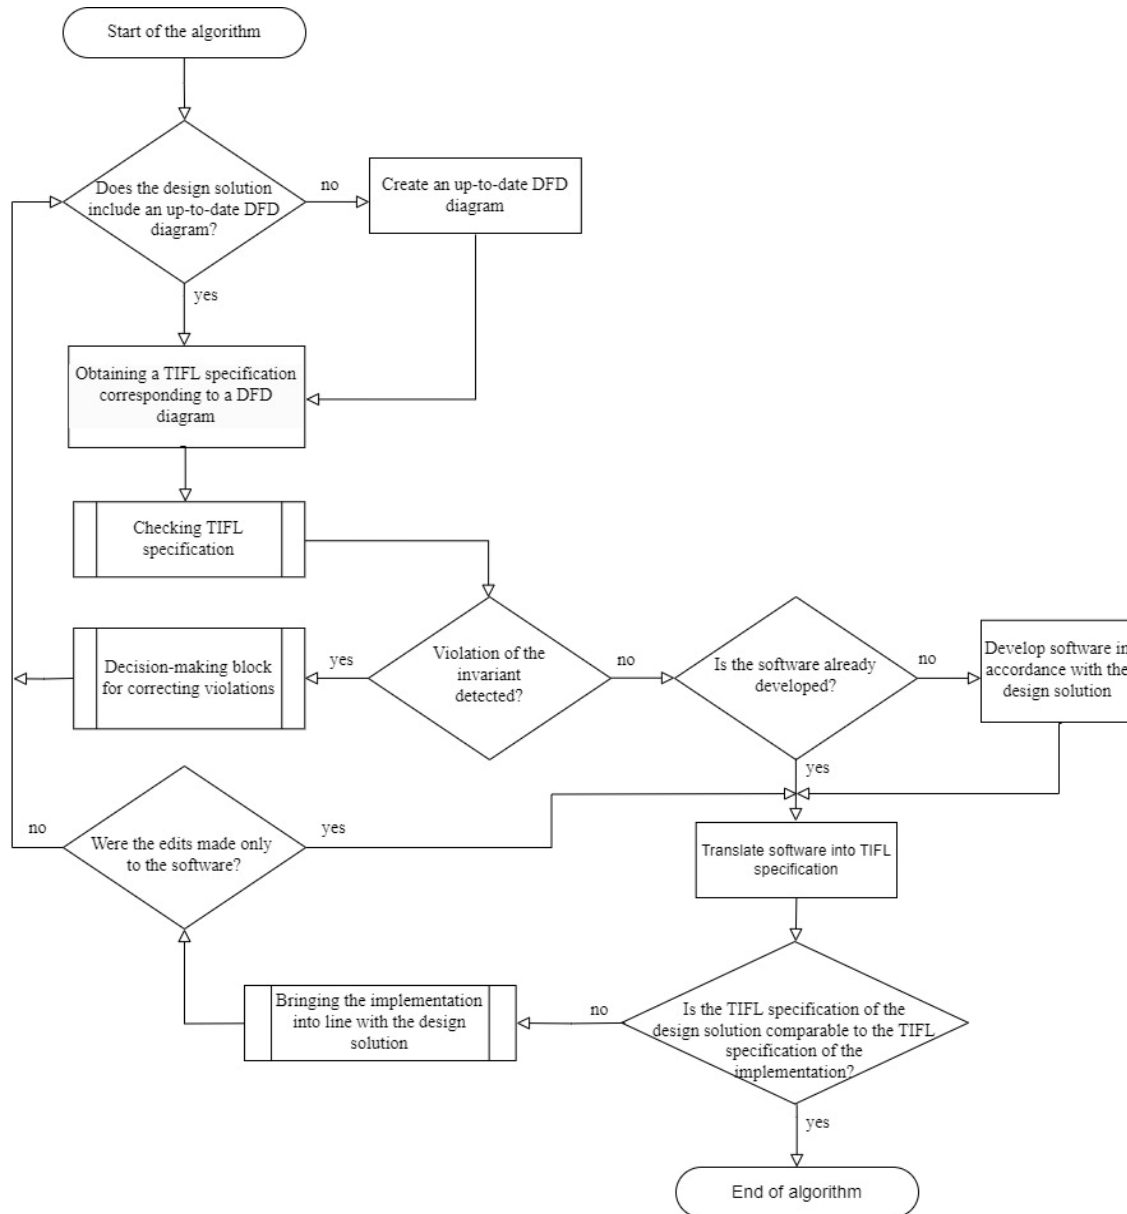 Start of the algorithm
Does the design solution
include an up-to-date DFD
diagram?
no
Create an up-to-date DFD
diagram
yes
Obtaining a TIFL specification
corresponding to a DFD
diagram
Checking TIFL
specification
Decision-making block
for correcting violations
yes
Violation of the
invariant
detected?
no
Is the software already
developed?
no
Develop software in
accordance with the
design solution
yes
no
Were the edits made only
to the software?
yes
Translate software into TIFL
specification
Bringing the implementation
into line with the design
solution
no
Is the TIFL specification of the
design solution comparable to the TIFL
specification of the
implementation?
yes
End of algorithm